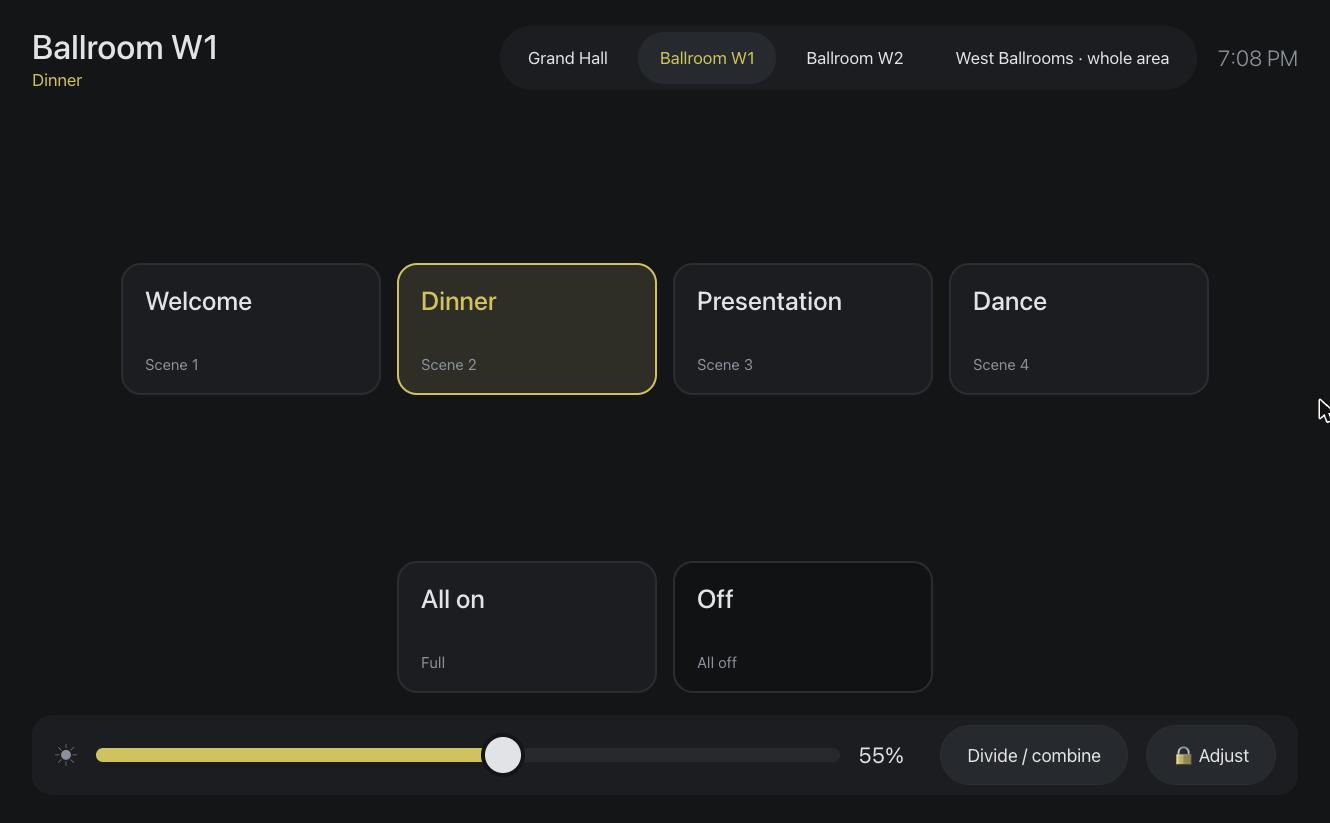 Ballroom W1
Dinner
Grand Hall
Ballroom W1
Ballroom W2
West Ballrooms · whole area
7:08 PM
Welcome
Scene 1
Dinner
Scene 2
Presentation
Scene 3
Dance
Scene 4
All on
Full
Off
All off
55%
Divide / combine
Adjust